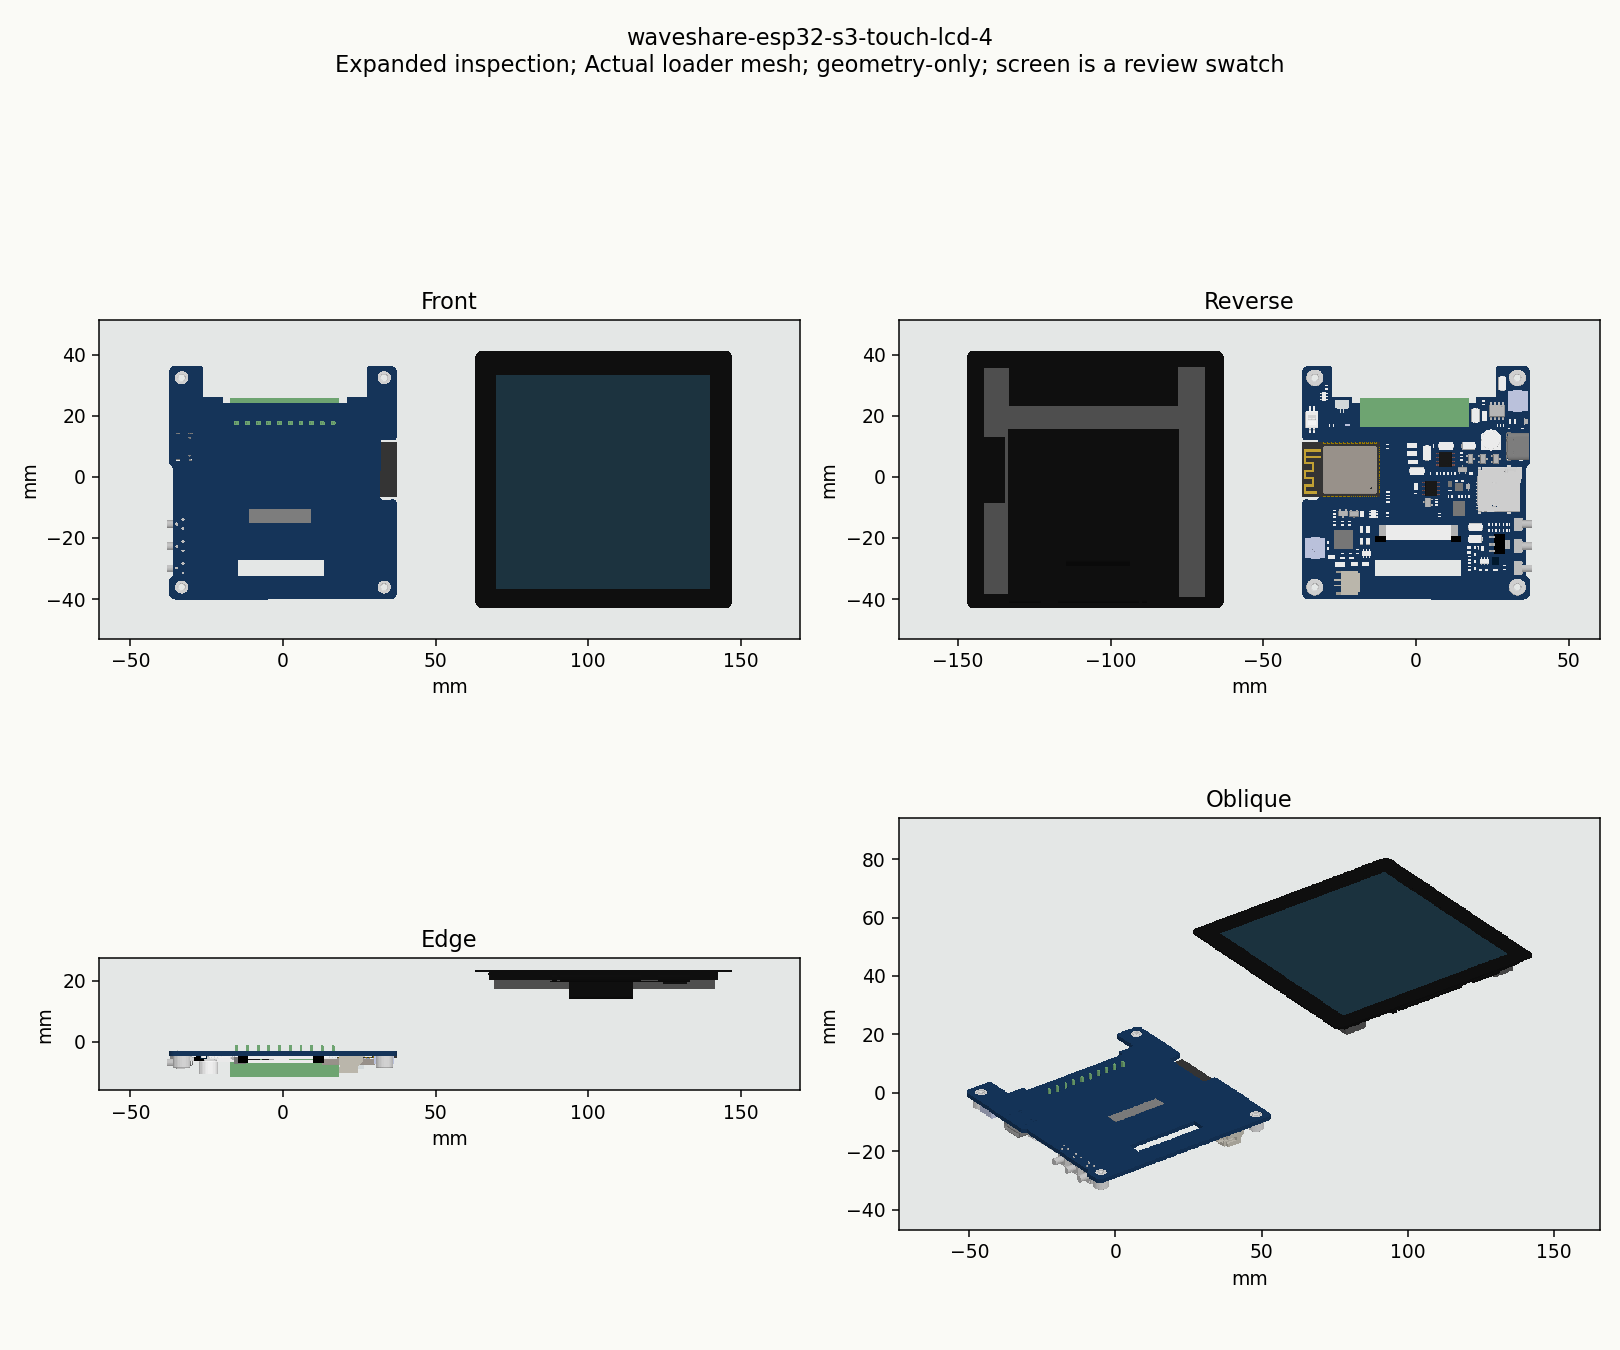 waveshare-esp32-s3-touch-lcd-4
Expanded inspection; Actual loader mesh; geometry-only; screen is a review swatch
Front
40
20
0
−20
−40
mm
−50
0
50
100
150
mm
Reverse
40
20
0
−20
−40
mm
−150
−100
−50
0
50
mm
Edge
20
0
mm
−50
0
50
100
150
mm
Oblique
80
60
40
20
0
−20
−40
mm
−50
0
50
100
150
mm